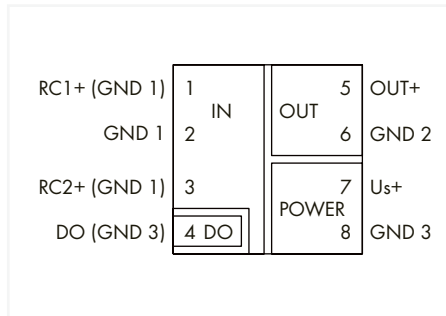 RC1+ (GND 1) 1 5 OUT+
IN OUT
GND 1 2 6 GND 2
RC2+ (GND 1) 3 7 Us+
POWER
DO (GND 3) 4 DO 8 GND 3